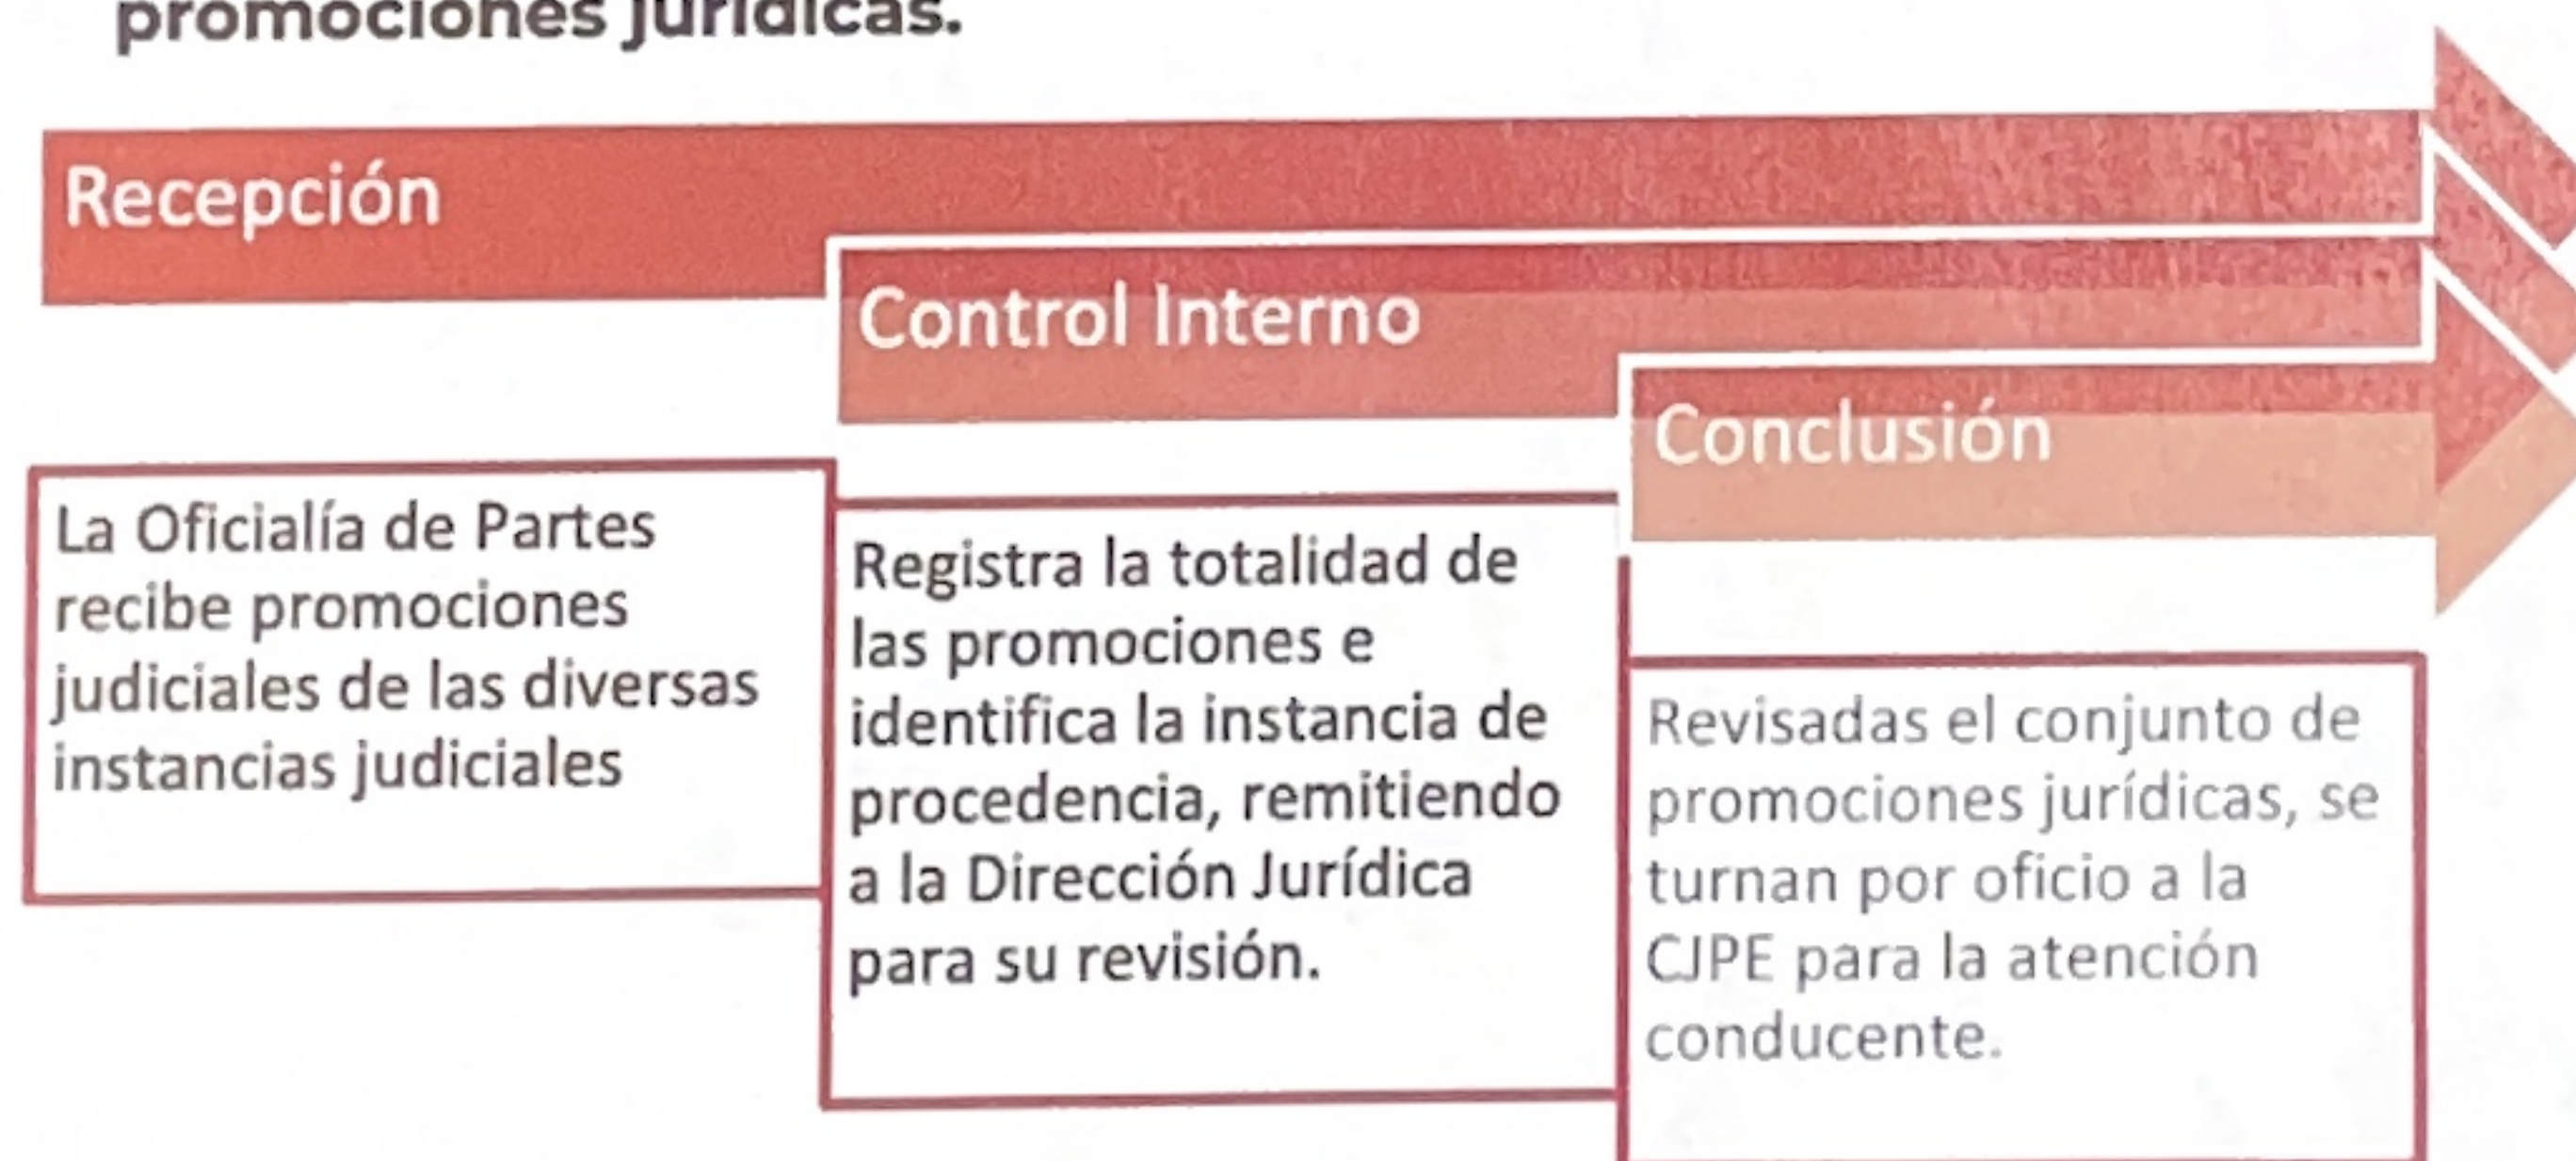 promociones jurídicas.
Recepción
Control Interno
Conclusión
La Oficialía de Partes
recibe promociones
judiciales de las diversas
instancias judiciales
Registra la totalidad de
las promociones e
identifica la instancia de
procedencia, remitiendo
a la Dirección Jurídica
para su revisión.
Revisadas el conjunto de
promociones jurídicas, se
turnan por oficio a la
CJPE para la atención
conducente.